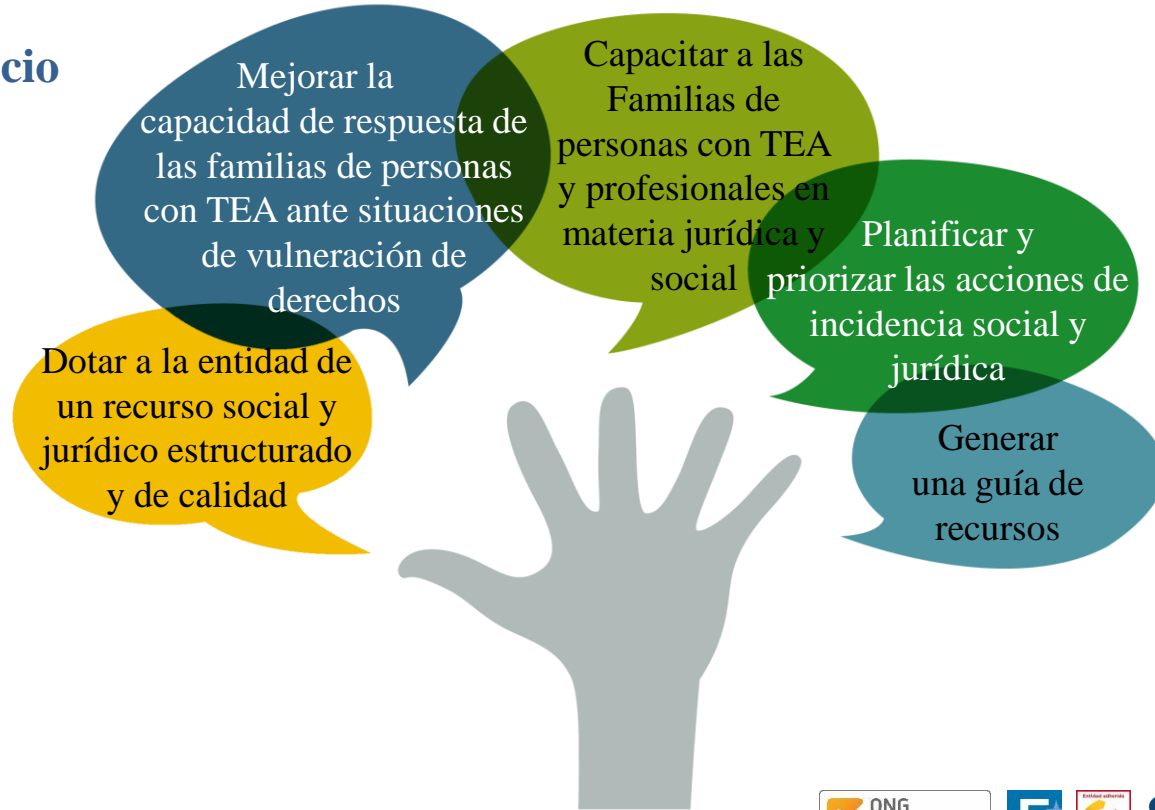 cio
Mejorar la
capacidad de respuesta de
las familias de personas
con TEA ante situaciones
de vulneración de
derechos
Capacitar a las
Familias de
personas con TEA
y profesionales en
materia jurídica y
social
Planificar y
priorizar las acciones de
incidencia social y
jurídica
Dotar a la entidad de
un recurso social y
jurídico estructurado
y de calidad
Generar
una guía de
recursos
ONG
Entidad adherida